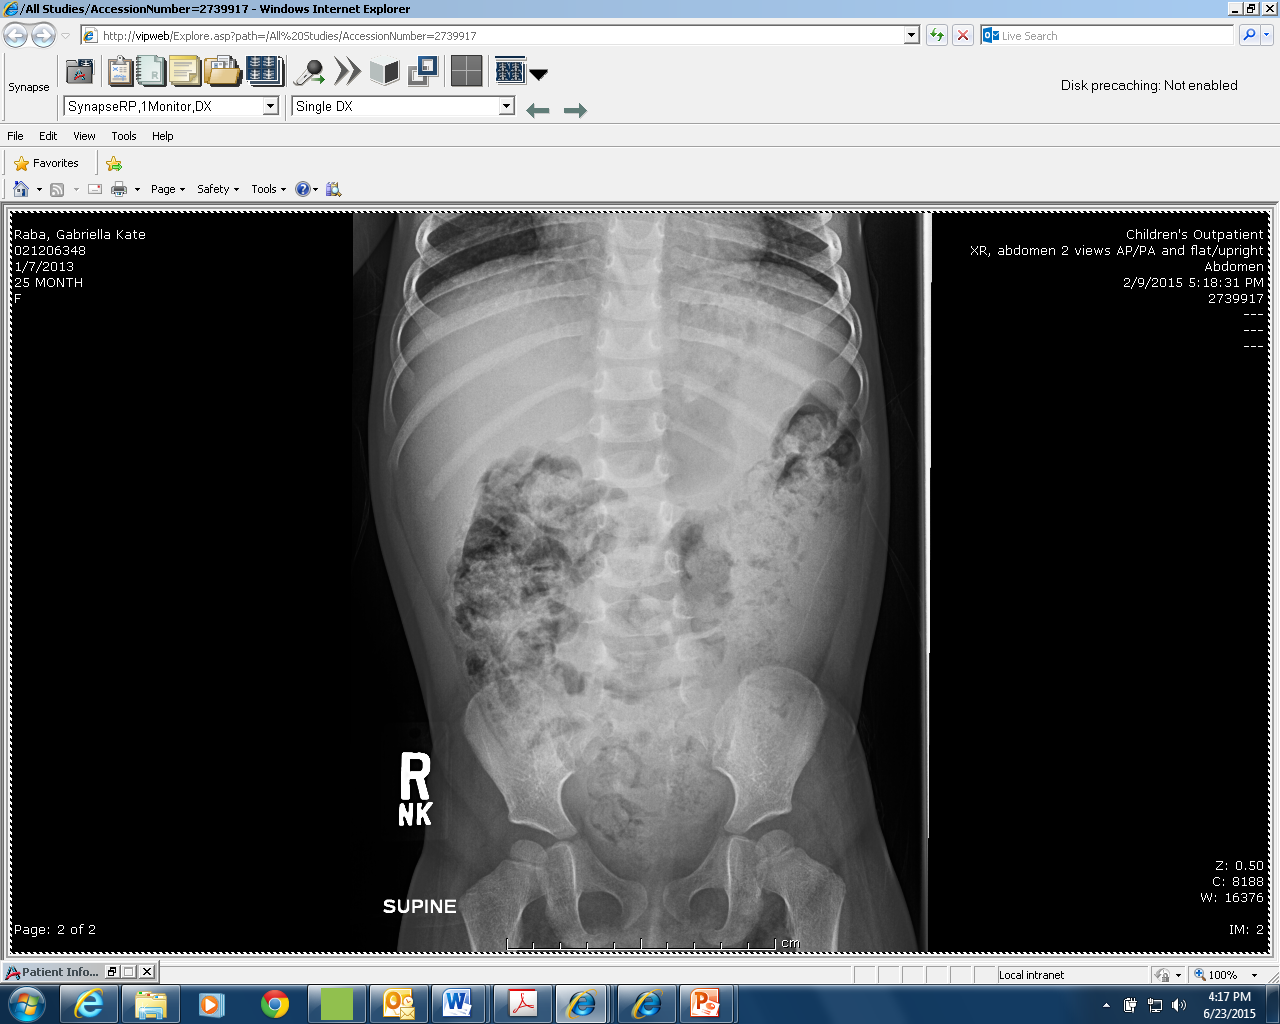 /All Studies/AccessionNumber=2739917 - Windows Internet Explorer
http://vipweb/Explore.asp?path=/All%20Studies/AccessionNumber=2739917
Live Search
Synapse
Disk precaching: Not enabled
SynapseRP,1Monitor,DX
Single DX
File Edit View Tools Help
Favorites
Page Safety Tools
Raba, Gabriella Kate
021206348
1/7/2013
25 MONTH
F
Children's Outpatient
XR, abdomen 2 views AP/PA and flat/upright
Abdomen
2/9/2015 5:18:31 PM
2739917
---
---
---
R
NK
SUPINE
Z: 0.50
C: 8188
W: 16376
Page: 2 of 2
IM: 2
cm
Patient Info...
Local intranet
100%
4:17 PM
6/23/2015